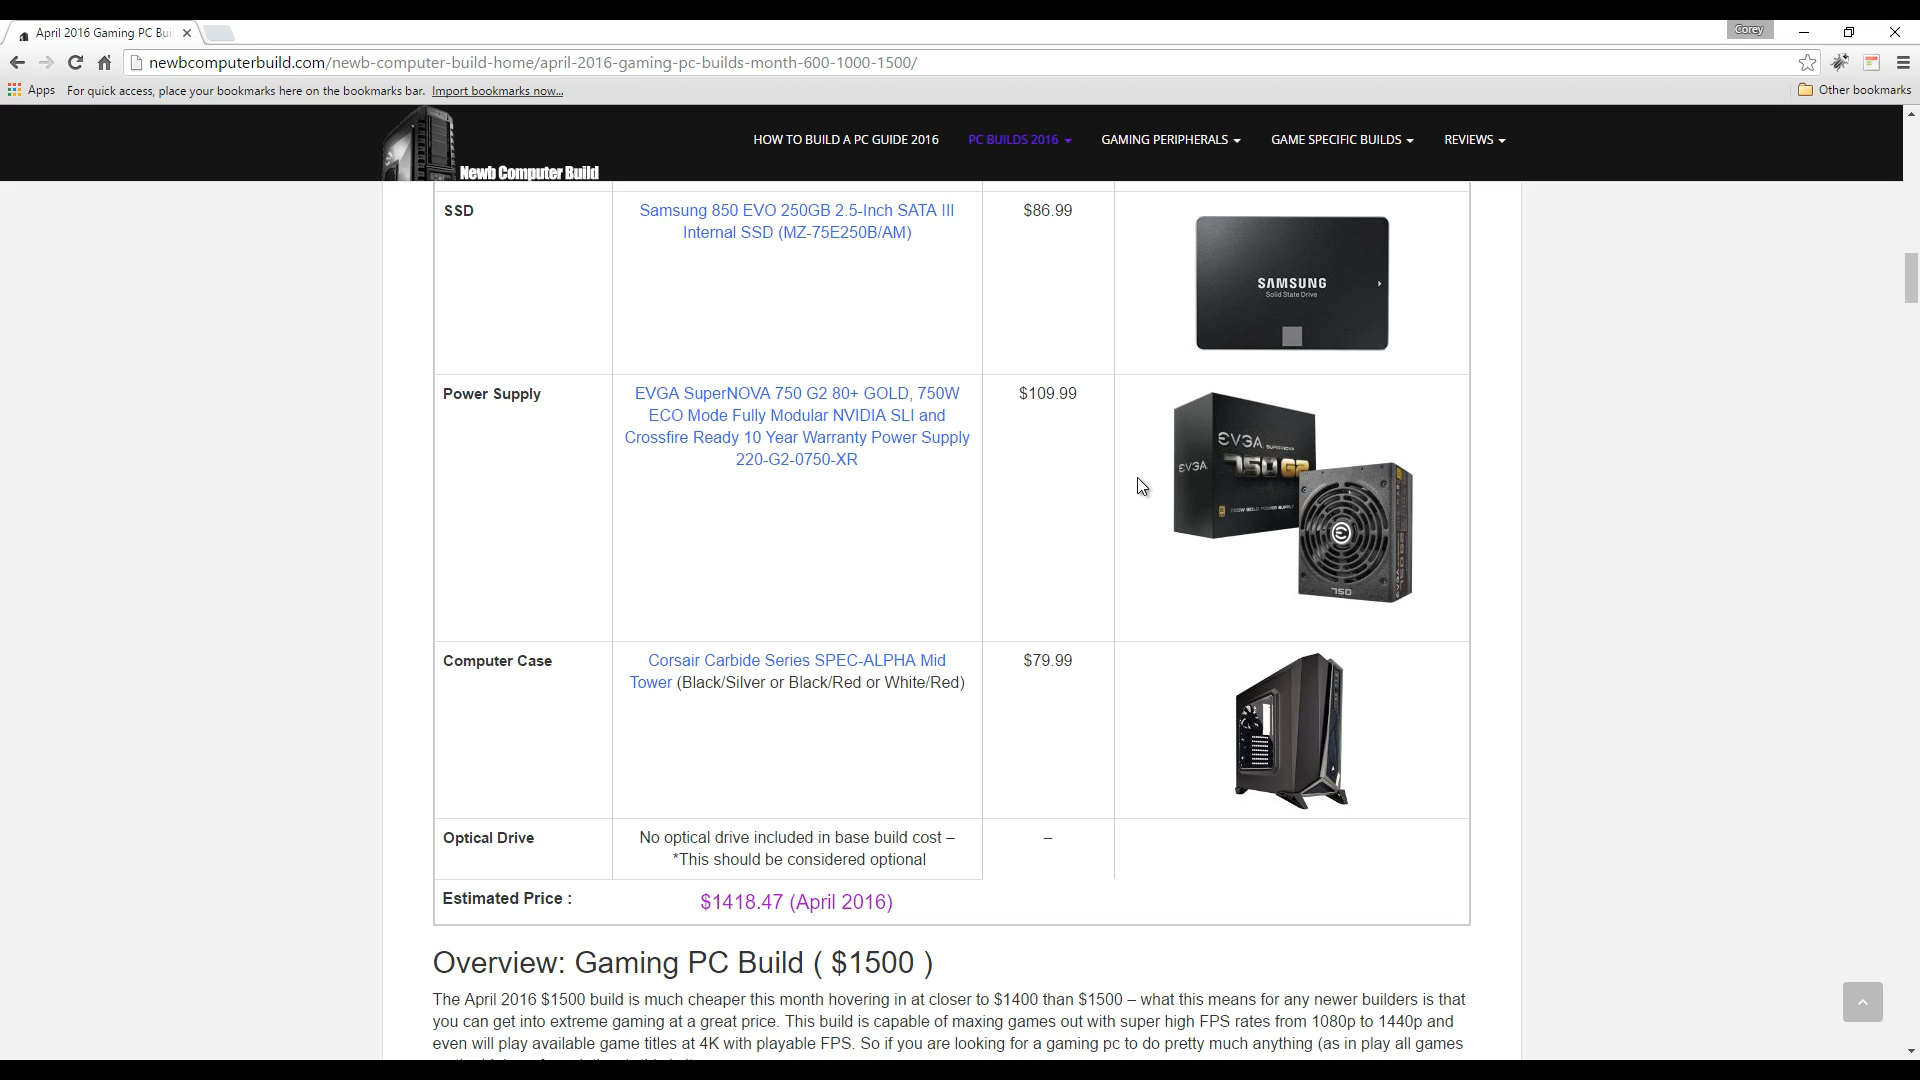 April 2016 Gaming PC Bui
Corey
newbcomputerbuild.com/newb-computer-build-home/april-2016-gaming-pc-builds-month-600-1000-1500/
Apps For quick access, place your bookmarks here on the bookmarks bar. Import bookmarks now... Other bookmarks
Newb Computer Build
HOW TO BUILD A PC GUIDE 2016 PC BUILDS 2016 GAMING PERIPHERALS GAME SPECIFIC BUILDS REVIEWS
SSD
Samsung 850 EVO 250GB 2.5-Inch SATA III
Internal SSD (MZ-75E250B/AM)
$86.99
SAMSUNG
Solid State Drive
Power Supply
EVGA SuperNOVA 750 G2 80+ GOLD, 750W
ECO Mode Fully Modular NVIDIA SLI and
Crossfire Ready 10 Year Warranty Power Supply
220-G2-0750-XR
$109.99
EVGA SUPERNOVA
750 G2
EVGA
750W GOLD POWER SUPPLY
750
Computer Case
Corsair Carbide Series SPEC-ALPHA Mid
Tower (Black/Silver or Black/Red or White/Red)
$79.99
Optical Drive
No optical drive included in base build cost –
*This should be considered optional
–
Estimated Price :
$1418.47 (April 2016)
Overview: Gaming PC Build ( $1500 )
The April 2016 $1500 build is much cheaper this month hovering in at closer to $1400 than $1500 – what this means for any newer builders is that
you can get into extreme gaming at a great price. This build is capable of maxing games out with super high FPS rates from 1080p to 1440p and
even will play available game titles at 4K with playable FPS. So if you are looking for a gaming pc to do pretty much anything (as in play all games